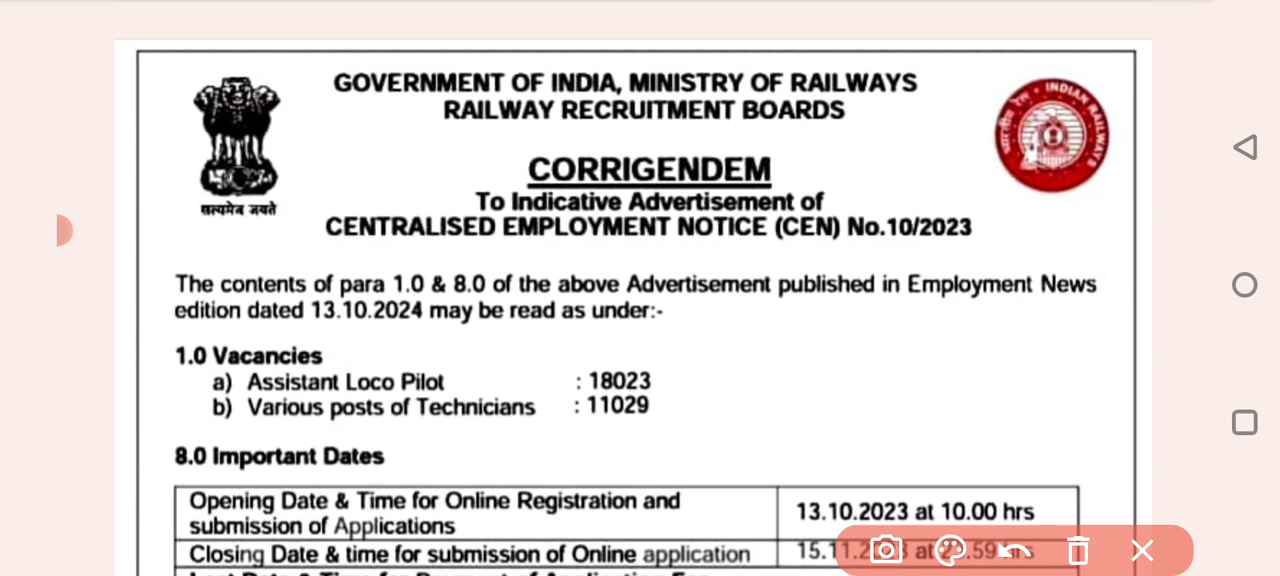 GOVERNMENT OF INDIA, MINISTRY OF RAILWAYS
RAILWAY RECRUITMENT BOARDS
सत्यमेव जयते
भारतीय रेल • INDIAN RAILWAYS
CORRIGENDEM
To Indicative Advertisement of
CENTRALISED EMPLOYMENT NOTICE (CEN) No.10/2023
The contents of para 1.0 & 8.0 of the above Advertisement published in Employment News
edition dated 13.10.2024 may be read as under:-
1.0 Vacancies
a) Assistant Loco Pilot : 18023
b) Various posts of Technicians : 11029
8.0 Important Dates
Opening Date & Time for Online Registration and
submission of Applications
13.10.2023 at 10.00 hrs
Closing Date & time for submission of Online application